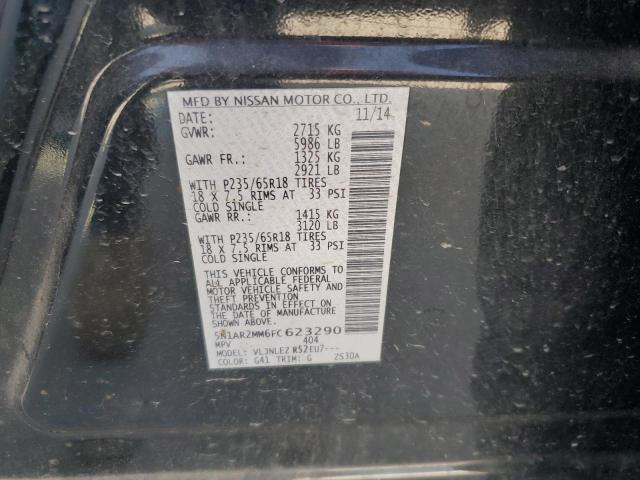 MFD BY NISSAN MOTOR CO., LTD.
DATE: 11/14
GVWR: 2715 KG
5986 LB
GAWR FR.: 1325 KG
2921 LB
WITH P235/65R18 TIRES
18 X 7.5 RIMS AT 33 PSI
COLD SINGLE
GAWR RR.: 1415 KG
3120 LB
WITH P235/65R18 TIRES
18 X 7.5 RIMS AT 33 PSI
COLD SINGLE
THIS VEHICLE CONFORMS TO
ALL APPLICABLE FEDERAL
MOTOR VEHICLE SAFETY AND
THEFT PREVENTION
STANDARDS IN EFFECT ON
THE DATE OF MANUFACTURE
SHOWN ABOVE.
5N1AR2MM6FC623290
MPV 404
MODEL: VLJNLEZ R52EU7---
COLOR: G41 TRIM: G 2530A